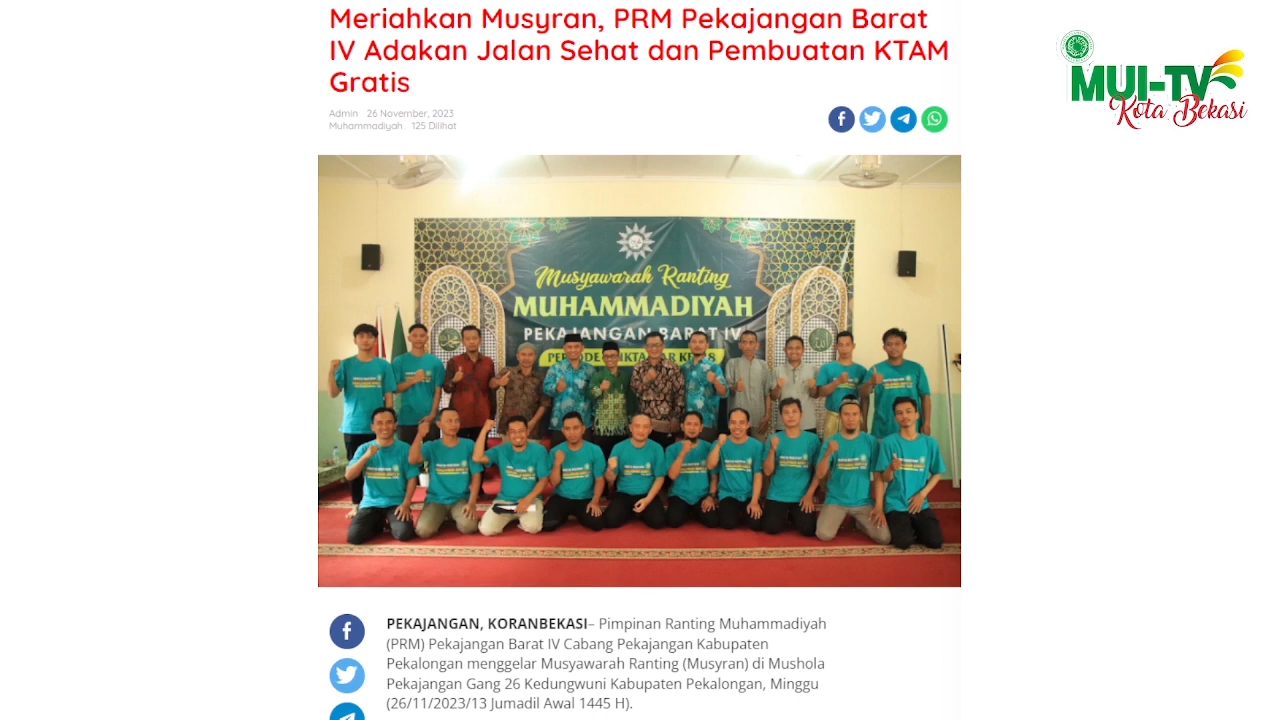 Meriahkan Musyran, PRM Pekajangan Barat
IV Adakan Jalan Sehat dan Pembuatan KTAM
Gratis
Admin 26 November, 2023
Muhammadiyah 125 Dilihat
MUI-TV
Kota Bekasi
Musyawarah Ranting
MUHAMMADIYAH
PEKAJANGAN BARAT IV
PEKAJANGAN, KORANBEKASI– Pimpinan Ranting Muhammadiyah
(PRM) Pekajangan Barat IV Cabang Pekajangan Kabupaten
Pekalongan menggelar Musyawarah Ranting (Musyran) di Mushola
Pekajangan Gang 26 Kedungwuni Kabupaten Pekalongan, Minggu
(26/11/2023/13 Jumadil Awal 1445 H).